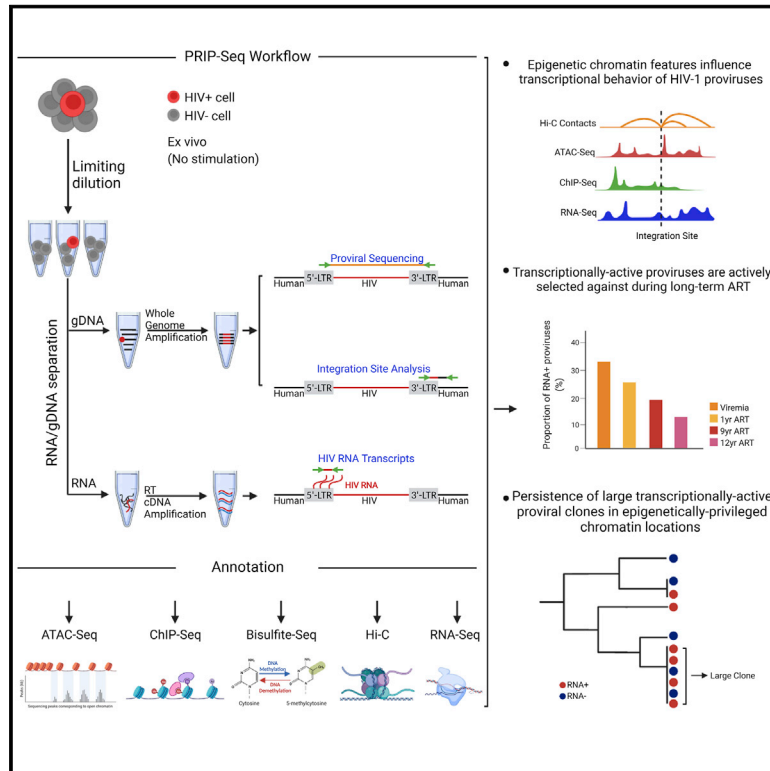 PRIP-Seq Workflow
HIV+ cell
HIV- cell
Ex vivo
(No stimulation)
Limiting
dilution
RNA/gDNA separation
gDNA
Whole
Genome
Amplification
Proviral Sequencing
Human
5'-LTR
HIV
3'-LTR
Human
Integration Site Analysis
Human
5'-LTR
HIV
3'-LTR
Human
RNA
RT
cDNA
Amplification
HIV RNA Transcripts
HIV RNA
Human
5'-LTR
HIV
3'-LTR
Human
Annotation
ATAC-Seq
ChIP-Seq
Bisulfite-Seq
Hi-C
RNA-Seq
Sequencing peaks corresponding to open chromatin
DNA
Methylation
DNA
Demethylation
Cytosine
5-methylcytosine
• Epigenetic chromatin features influence
transcriptional behavior of HIV-1 proviruses
Hi-C Contacts
ATAC-Seq
ChIP-Seq
RNA-Seq
Integration Site
• Transcriptionally-active proviruses are actively
selected against during long-term ART
Proportion of RNA+ proviruses
(%)
40
30
20
10
0
Viremia
1yr ART
9yr ART
12yr ART
• Persistence of large transcriptionally-active
proviral clones in epigenetically-privileged
chromatin locations
RNA+
RNA-
Large Clone